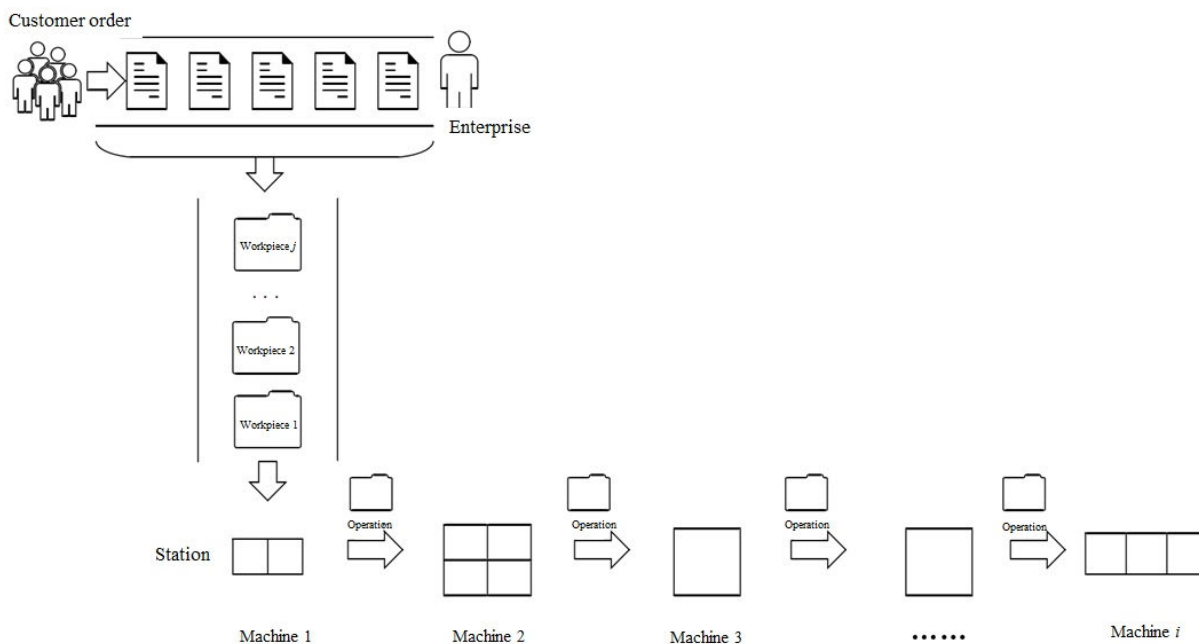 Customer order
Enterprise
Workpiece j
...
Workpiece 2
Workpiece 1
Operation
Operation
Operation
Operation
Station
Machine 1
Machine 2
Machine 3
......
Machine i